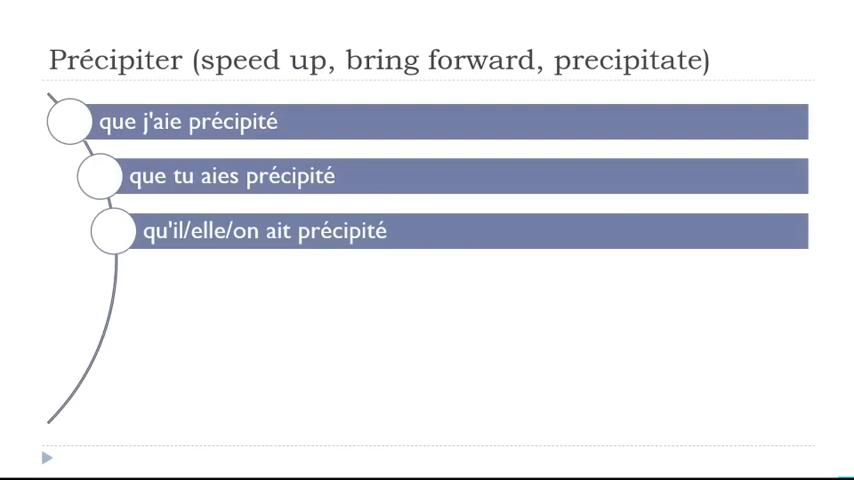 Précipiter (speed up, bring forward, precipitate)
que j'aie précipité
que tu aies précipité
qu'il/elle/on ait précipité